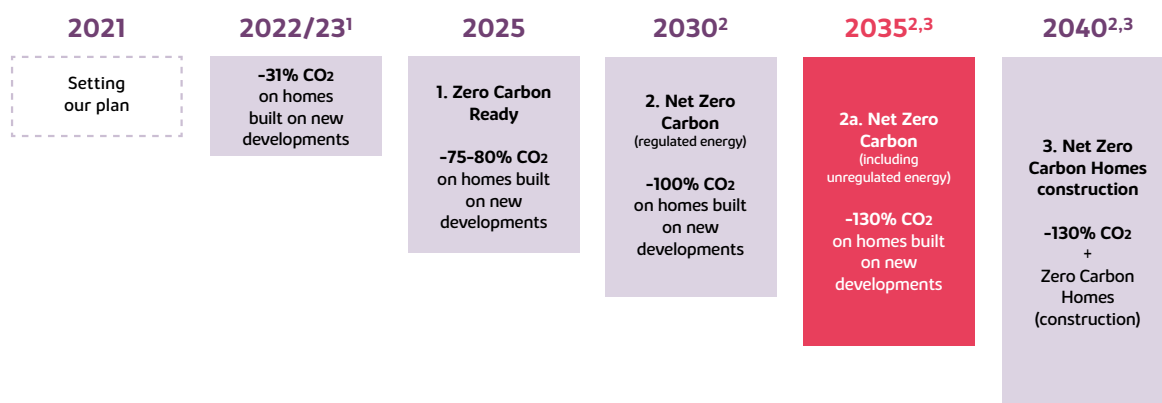 2021
Setting
our plan
2022/23¹
-31% CO2
on homes
built on new
developments
2025
1. Zero Carbon
Ready
-75-80% CO2
on homes built
on new
developments
2030²
2. Net Zero
Carbon
(regulated energy)
-100% CO2
on homes built
on new
developments
2035²,³
2a. Net Zero
Carbon
(including
unregulated energy)
-130% CO2
on homes built
on new
developments
2040²,³
3. Net Zero
Carbon Homes
construction
-130% CO2
+
Zero Carbon
Homes
(construction)